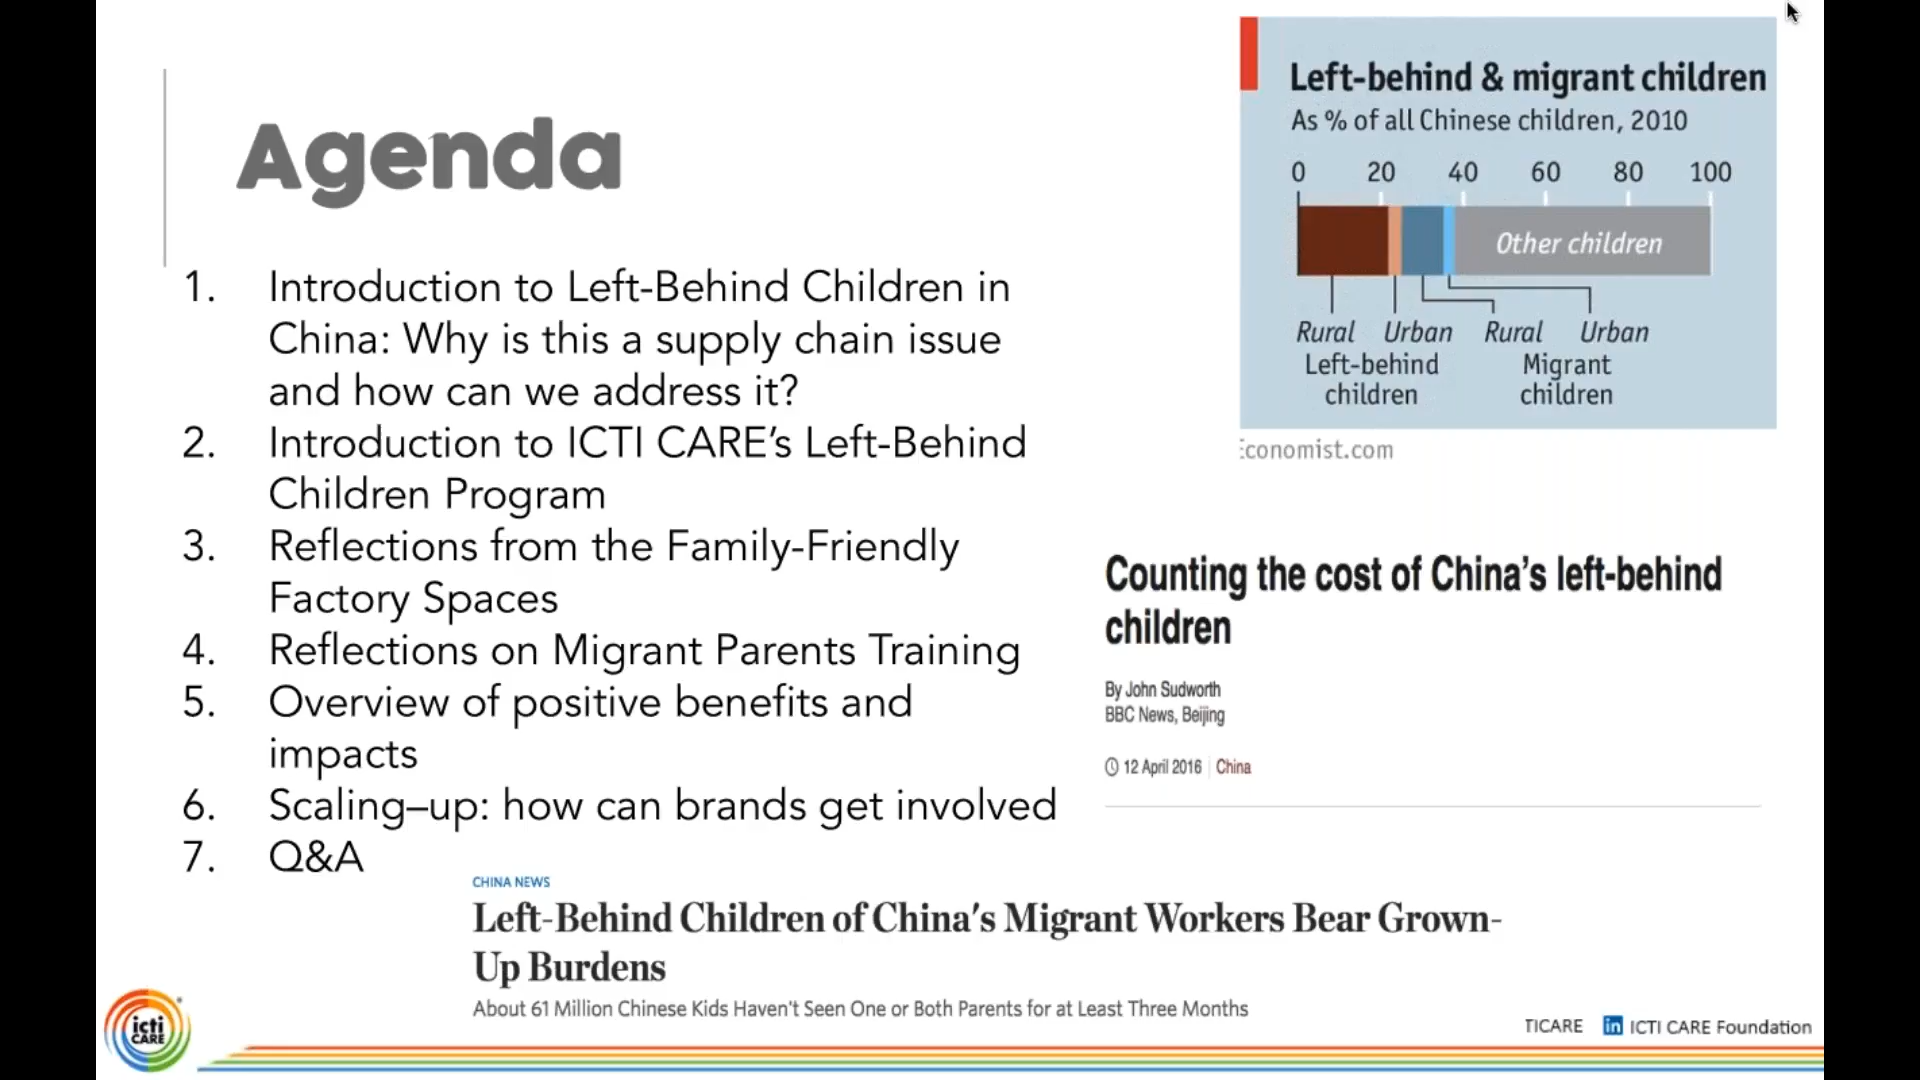 Agenda
1. Introduction to Left-Behind Children in
China: Why is this a supply chain issue
and how can we address it?
2. Introduction to ICTI CARE’s Left-Behind
Children Program
3. Reflections from the Family-Friendly
Factory Spaces
4. Reflections on Migrant Parents Training
5. Overview of positive benefits and
impacts
6. Scaling–up: how can brands get involved
7. Q&A
Left-behind & migrant children
As % of all Chinese children, 2010
0 20 40 60 80 100
Other children
Rural Urban Rural Urban
Left-behind Migrant
children children
Economist.com
Counting the cost of China’s left-behind
children
By John Sudworth
BBC News, Beijing
12 April 2016 China
CHINA NEWS
Left-Behind Children of China's Migrant Workers Bear Grown-
Up Burdens
About 61 Million Chinese Kids Haven't Seen One or Both Parents for at Least Three Months
icti
CARE
TICARE in ICTI CARE Foundation